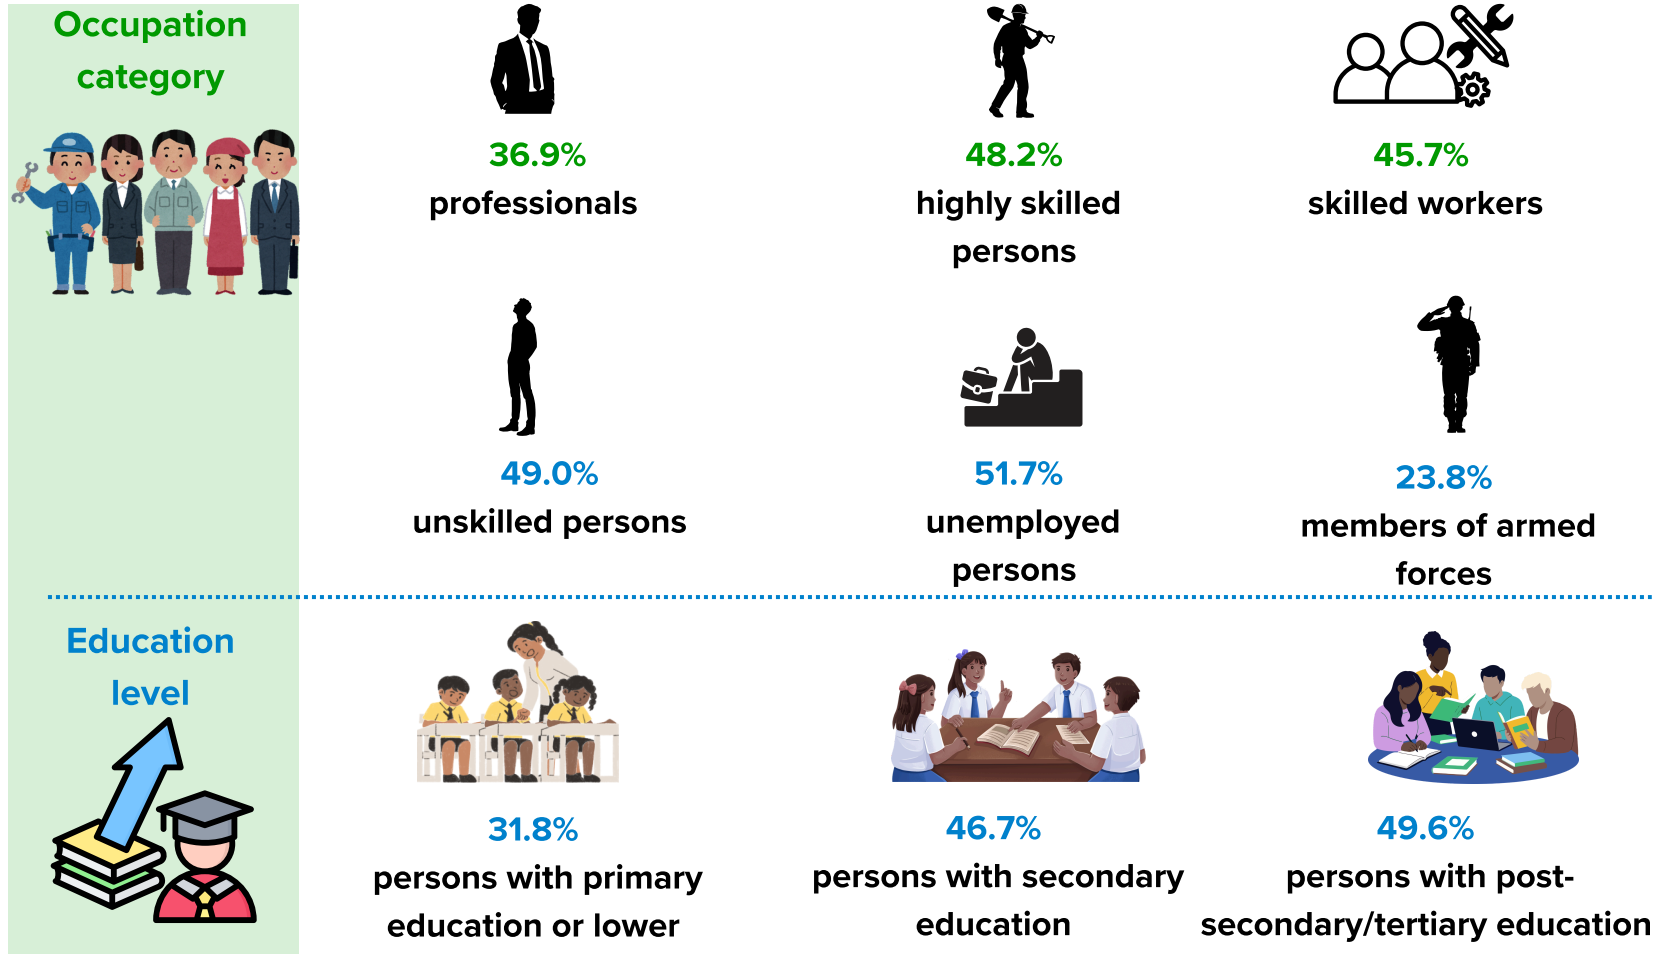 Occupation
category
36.9%
professionals
48.2%
highly skilled
persons
45.7%
skilled workers
49.0%
unskilled persons
51.7%
unemployed
persons
23.8%
members of armed
forces
Education
level
31.8%
persons with primary
education or lower
46.7%
persons with secondary
education
49.6%
persons with post-
secondary/tertiary education